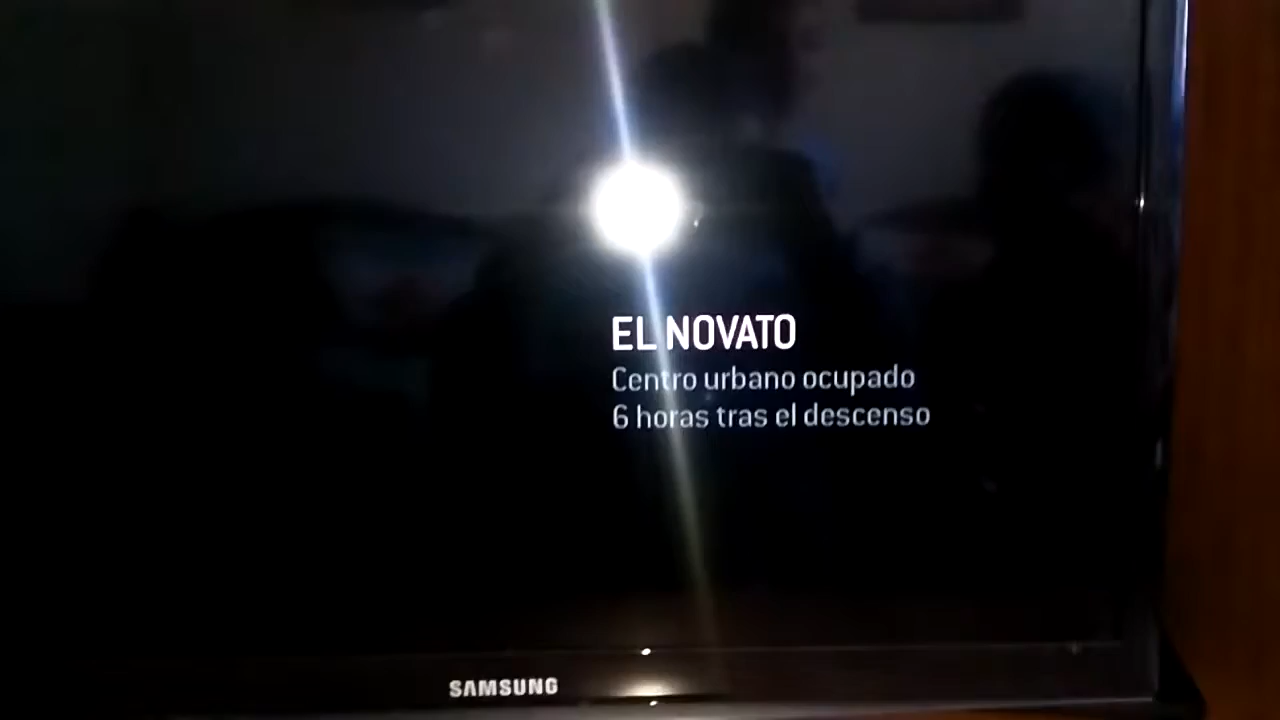 EL NOVATO
Centro urbano ocupado
6 horas tras el descenso
SAMSUNG